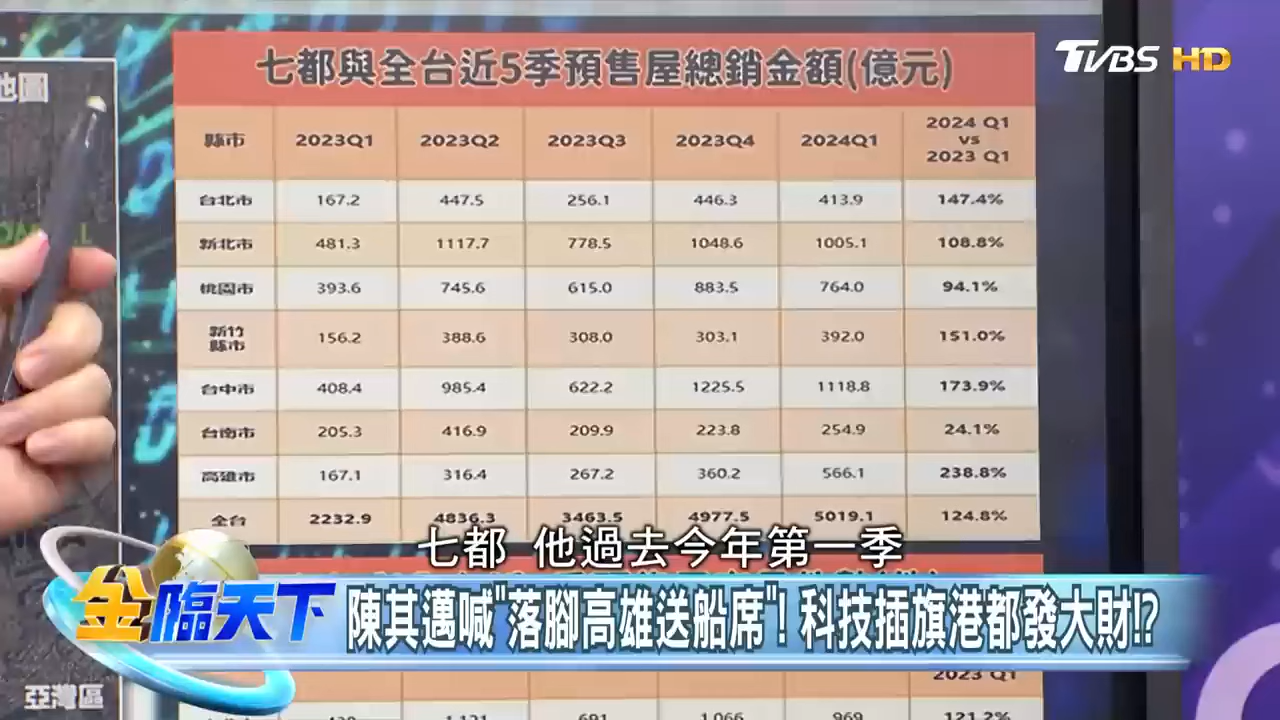 七都與全台近5季預售屋總銷金額(億元)
TVBS HD
地圖
縣市 2023Q1 2023Q2 2023Q3 2023Q4 2024Q1 2024 Q1 vs 2023 Q1
台北市 167.2 447.5 256.1 446.3 413.9 147.4%
新北市 481.3 1117.7 778.5 1048.6 1005.1 108.8%
桃園市 393.6 745.6 615.0 883.5 764.0 94.1%
新竹縣市 156.2 388.6 308.0 303.1 392.0 151.0%
台中市 408.4 985.4 622.2 1225.5 1118.8 173.9%
台南市 205.3 416.9 209.9 223.8 254.9 24.1%
高雄市 167.1 316.4 267.2 360.2 566.1 238.8%
全台 2232.9 4836.3 3463.5 4977.5 5019.1 124.8%
七都 他過去今年第一季
金臨天下
陳其邁喊"落腳高雄送船席"! 科技插旗港都發大財!?
亞灣區
2023 Q1
691 1,066 969 121.2%